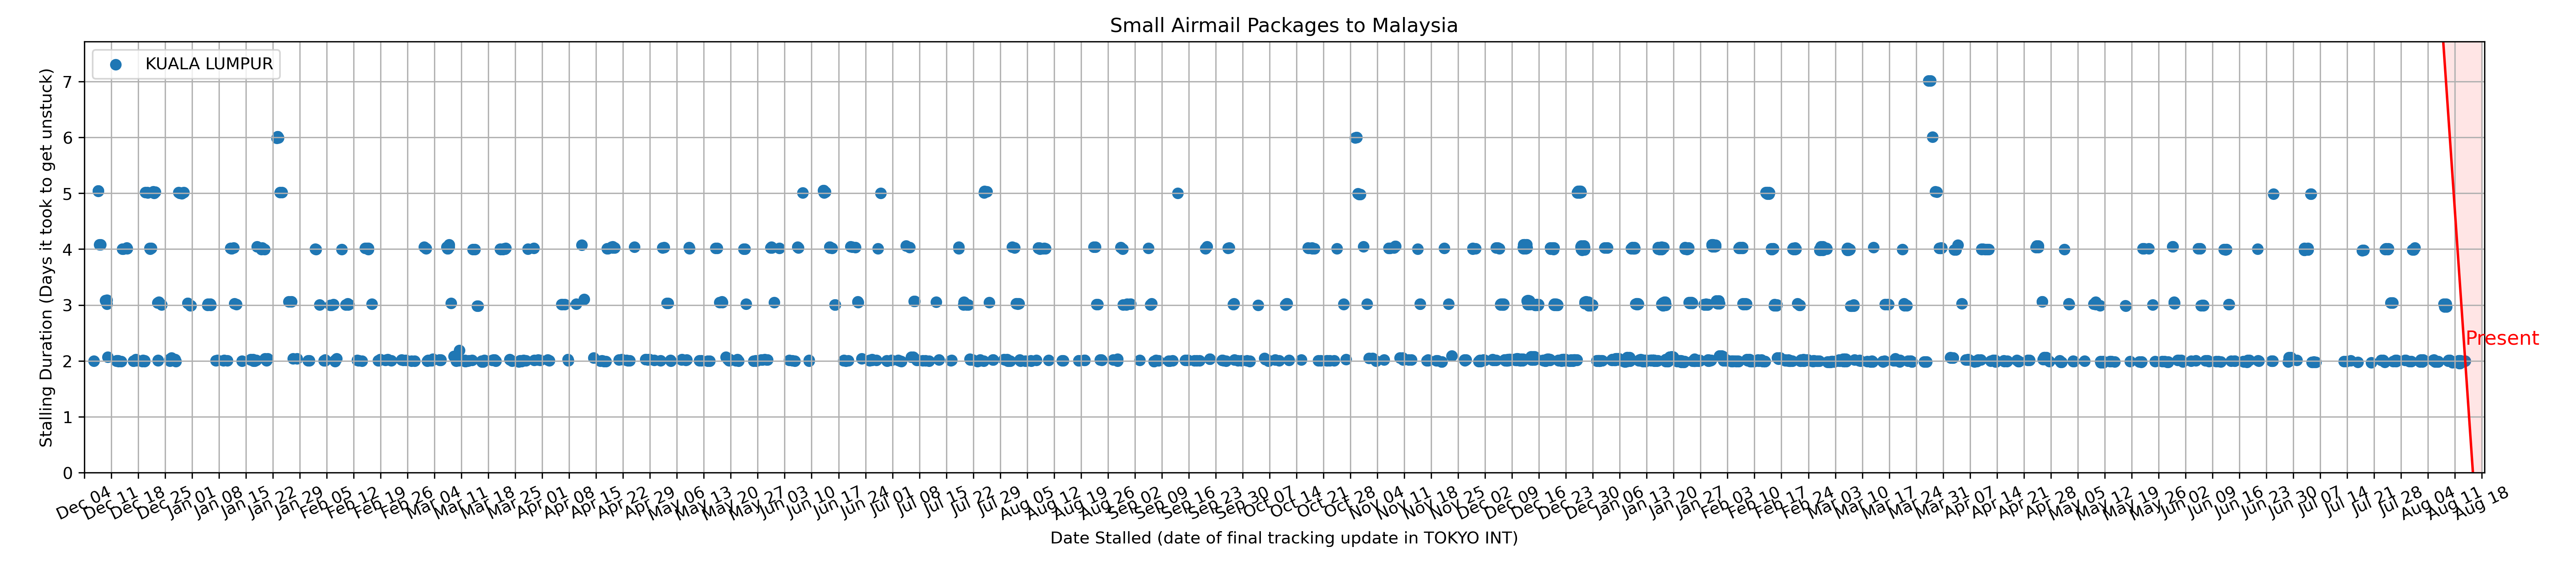 Small Airmail Packages to Malaysia
KUALA LUMPUR
Stalling Duration (Days it took to get unstuck)
7
6
5
4
3
2
1
0
Present
Dec 04
Dec 11
Dec 18
Dec 25
Jan 01
Jan 08
Jan 15
Jan 22
Jan 29
Feb 05
Feb 12
Feb 19
Feb 26
Mar 04
Mar 11
Mar 18
Mar 25
Apr 01
Apr 08
Apr 15
Apr 22
Apr 29
May 06
May 13
May 20
May 27
Jun 03
Jun 10
Jun 17
Jun 24
Jul 01
Jul 08
Jul 15
Jul 22
Jul 29
Aug 05
Aug 12
Aug 19
Aug 26
Sep 02
Sep 09
Sep 16
Sep 23
Sep 30
Oct 07
Oct 14
Oct 21
Oct 28
Nov 04
Nov 11
Nov 18
Nov 25
Dec 02
Dec 09
Dec 16
Dec 23
Dec 30
Jan 06
Jan 13
Jan 20
Jan 27
Feb 03
Feb 10
Feb 17
Feb 24
Mar 03
Mar 10
Mar 17
Mar 24
Mar 31
Apr 07
Apr 14
Apr 21
Apr 28
May 05
May 12
May 19
May 26
Jun 02
Jun 09
Jun 16
Jun 23
Jun 30
Jul 07
Jul 14
Jul 21
Jul 28
Aug 04
Aug 11
Aug 18
Date Stalled (date of final tracking update in TOKYO INT)